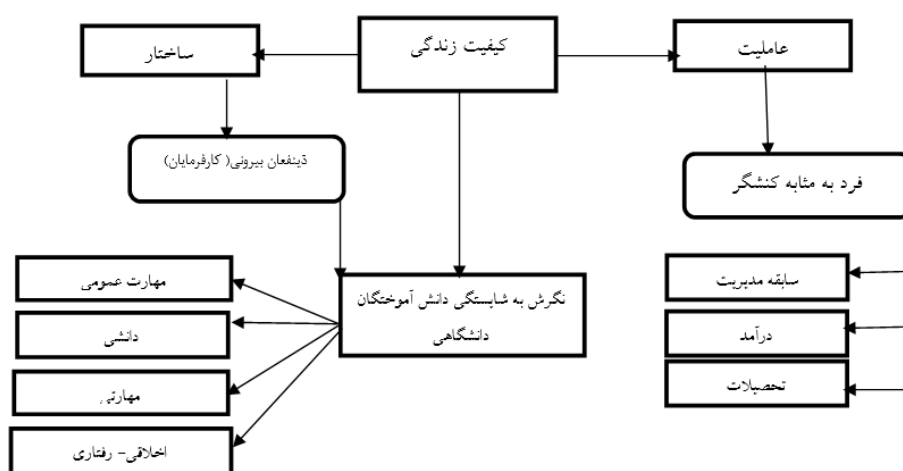 عاملیت
کیفیت زندگی
ساختار
ذینفعان بیرونی( کارفرمایان)
فرد به مثابه کنشگر
سابقه مدیریت
درآمد
تحصیلات
نگرش به شایستگی دانش آموختگان
دانشگاهی
مهارت عمومی
دانشی
مهارتی
اخلاقی- رفتاری